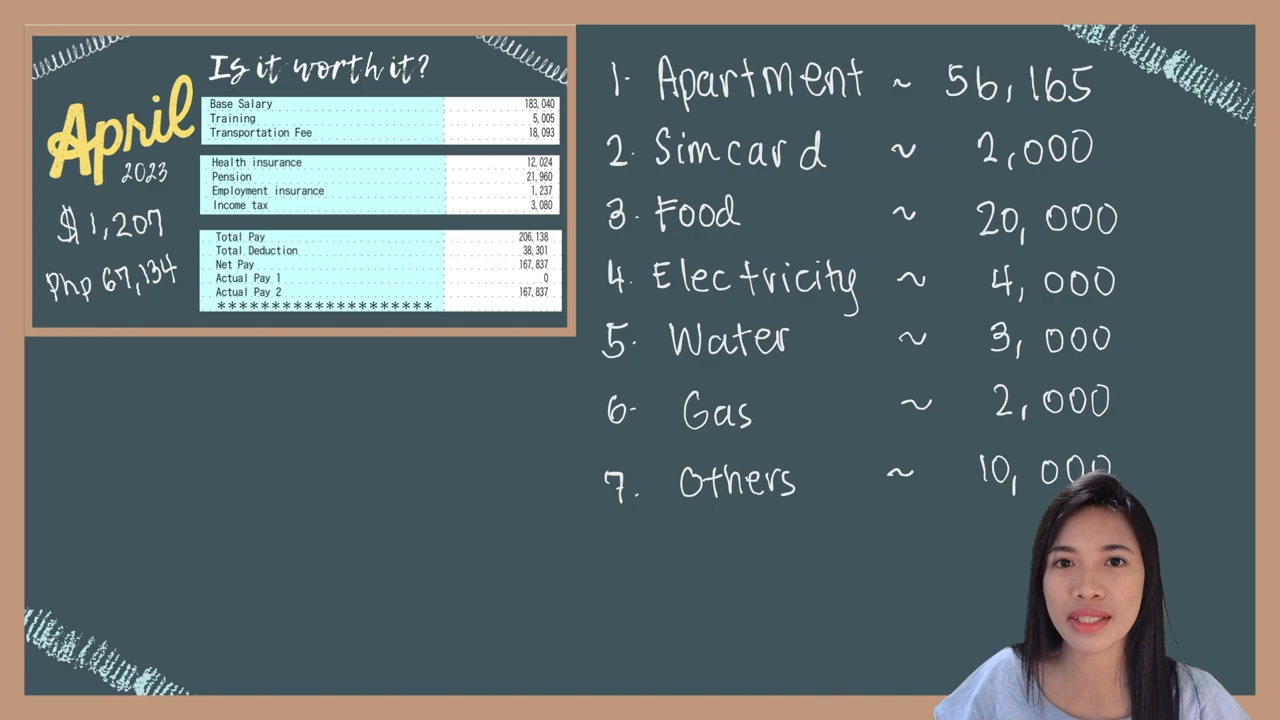 Is it worth it?
April
2023
$1,207
Php 67,134
Base Salary 183,040
Training 5,005
Transportation Fee 18,093
Health insurance 12,024
Pension 21,960
Employment insurance 1,237
Income tax 3,080
Total Pay 206,138
Total Deduction 38,301
Net Pay 167,837
Actual Pay 1 0
Actual Pay 2 167,837
*******************
1. Apartment ~ 56,165
2. Simcard ~ 2,000
3. Food ~ 20,000
4. Electricity ~ 4,000
5. Water ~ 3,000
6. Gas ~ 2,000
7. Others ~ 10,000